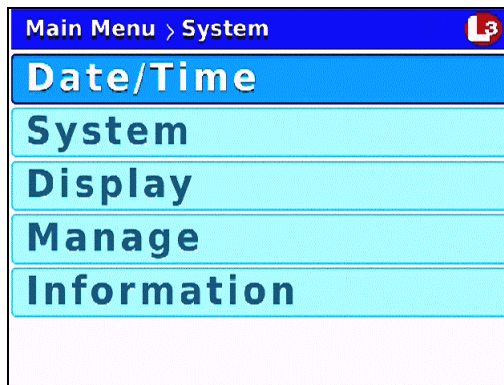 Main Menu > System
L3
Date/Time
System
Display
Manage
Information